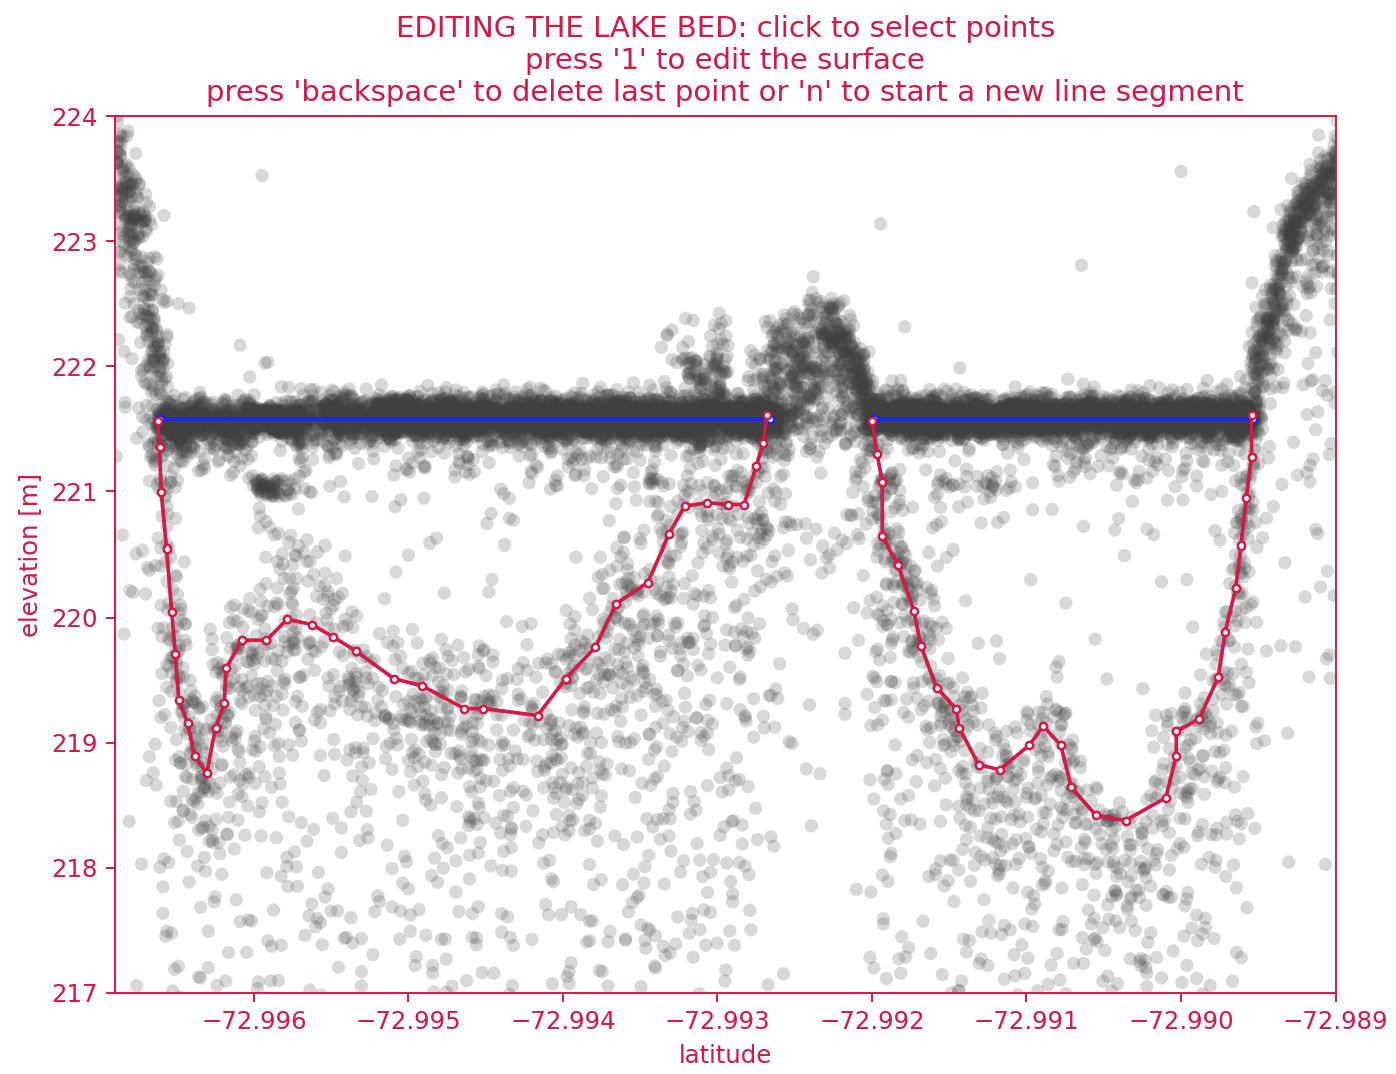 EDITING THE LAKE BED: click to select points
press '1' to edit the surface
press 'backspace' to delete last point or 'n' to start a new line segment
224
223
222
221
220
219
218
217
elevation [m]
−72.996 −72.995 −72.994 −72.993 −72.992 −72.991 −72.990 −72.989
latitude